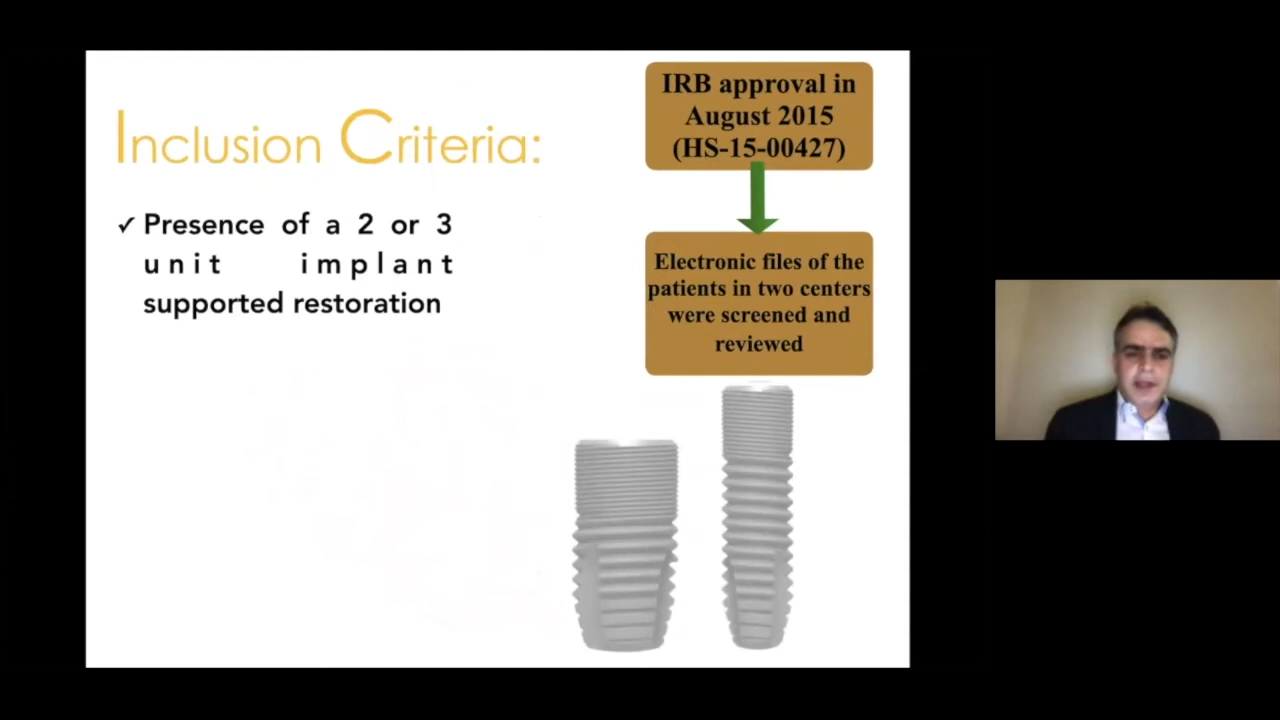 Inclusion Criteria:
✓ Presence of a 2 or 3
unit implant
supported restoration
IRB approval in
August 2015
(HS-15-00427)
Electronic files of the
patients in two centers
were screened and
reviewed